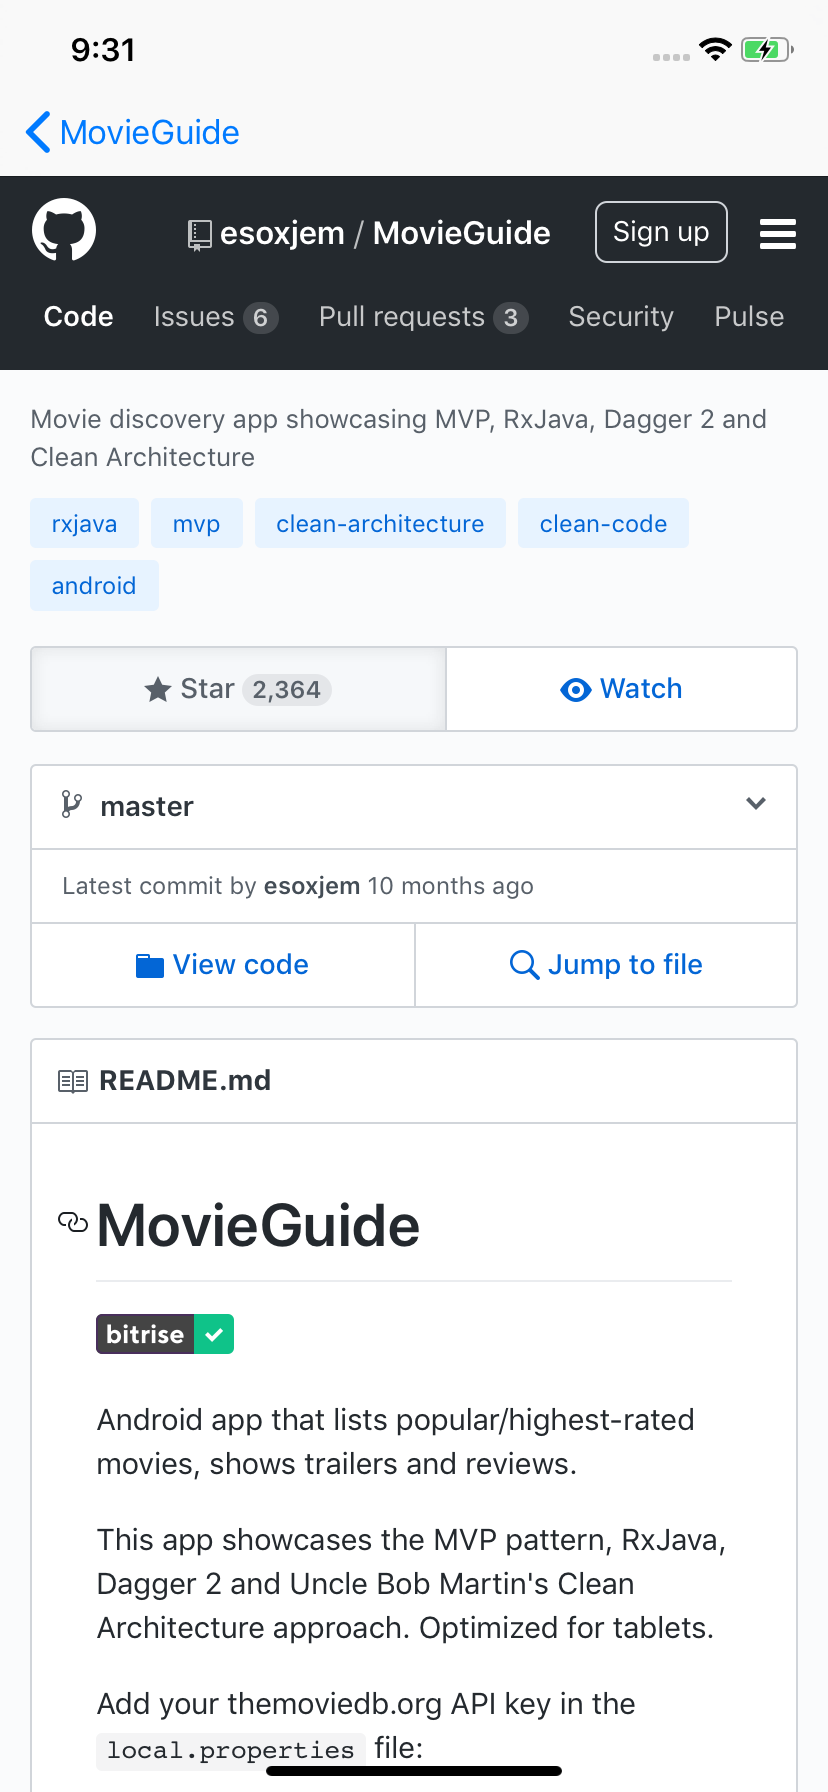 9:31
MovieGuide
esoxjem / MovieGuide
Sign up
Code Issues 6 Pull requests 3 Security Pulse
Movie discovery app showcasing MVP, RxJava, Dagger 2 and
Clean Architecture
rxjava mvp clean-architecture clean-code
android
Star 2,364 Watch
master
Latest commit by esoxjem 10 months ago
View code Jump to file
README.md
MovieGuide
bitrise
Android app that lists popular/highest-rated
movies, shows trailers and reviews.
This app showcases the MVP pattern, RxJava,
Dagger 2 and Uncle Bob Martin's Clean
Architecture approach. Optimized for tablets.
Add your themoviedb.org API key in the
local.properties file: